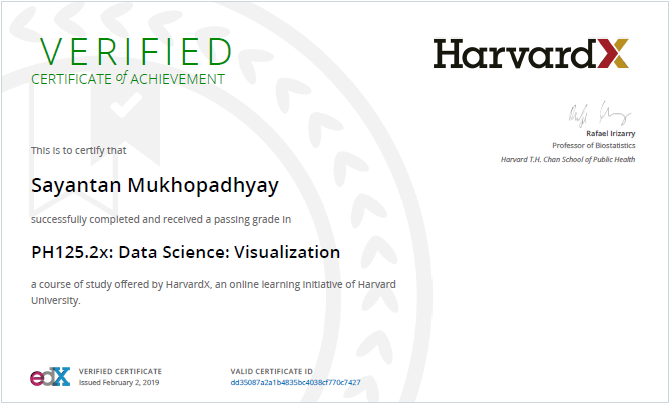 VERIFIED
CERTIFICATE of ACHIEVEMENT
HarvardX
Rafael Irizarry
Professor of Biostatistics
Harvard T.H. Chan School of Public Health
This is to certify that
Sayantan Mukhopadhyay
successfully completed and received a passing grade in
PH125.2x: Data Science: Visualization
a course of study offered by HarvardX, an online learning initiative of Harvard
University.
edX
VERIFIED CERTIFICATE
Issued February 2, 2019
VALID CERTIFICATE ID
dd35087a2a1b4835bc4038cf770c7427